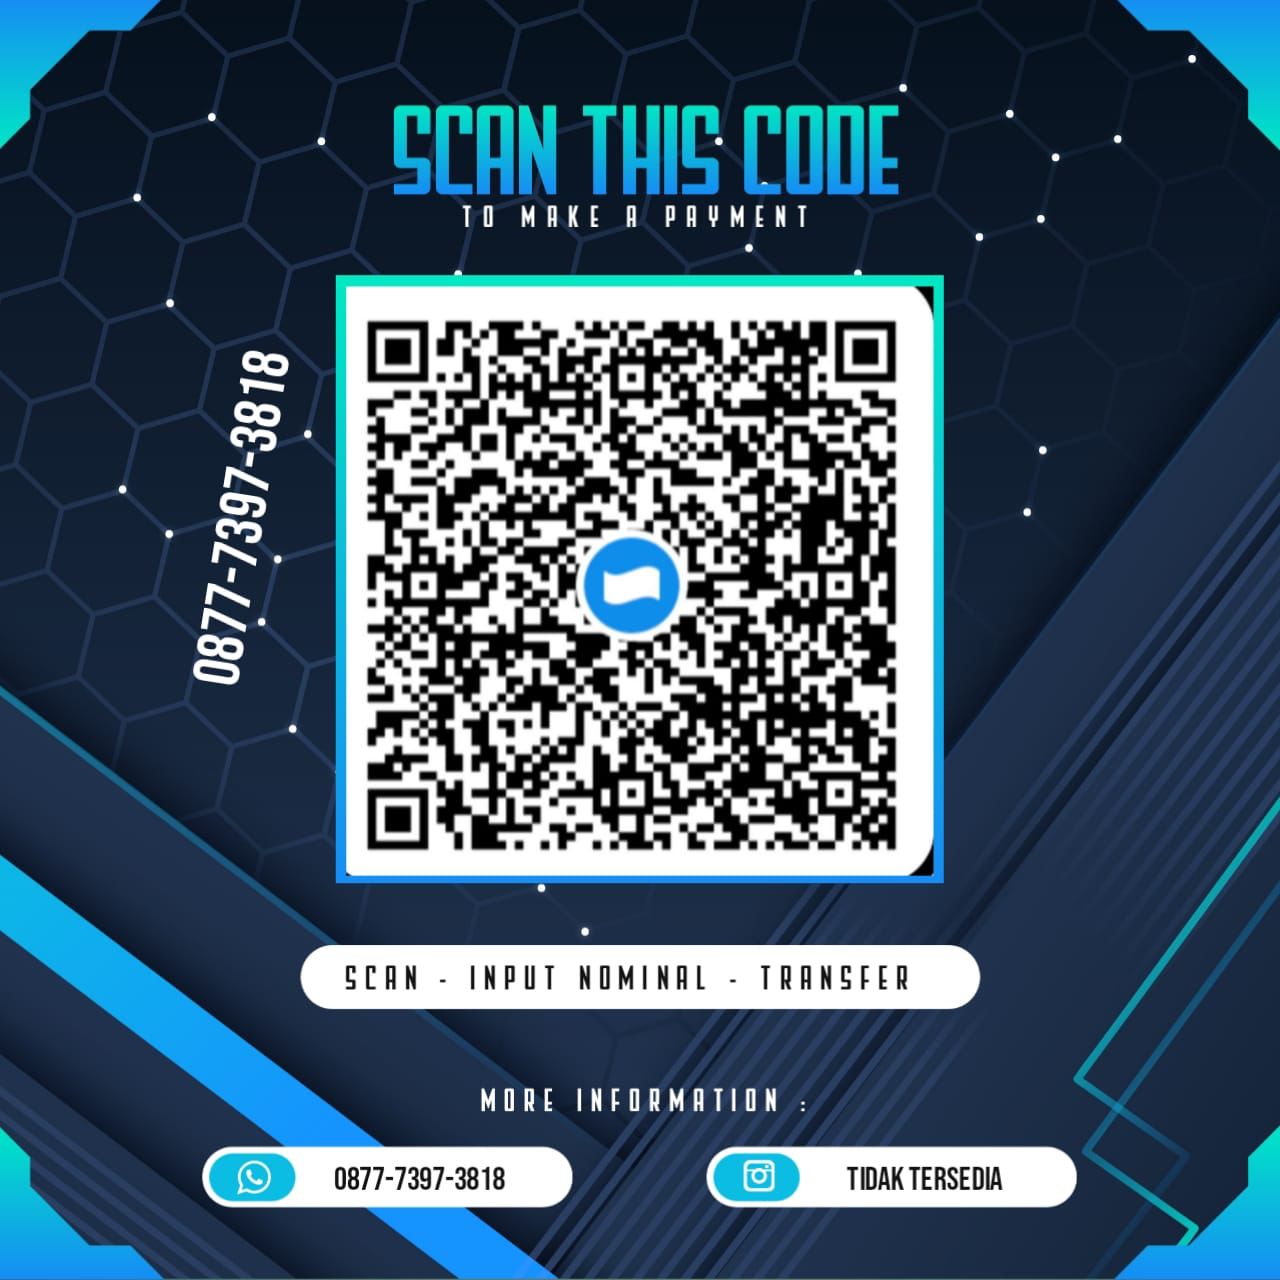 SCAN THIS CODE
TO MAKE A PAYMENT
0877-7397-3818
SCAN - INPUT NOMINAL - TRANSFER
MORE INFORMATION :
0877-7397-3818
TIDAK TERSEDIA